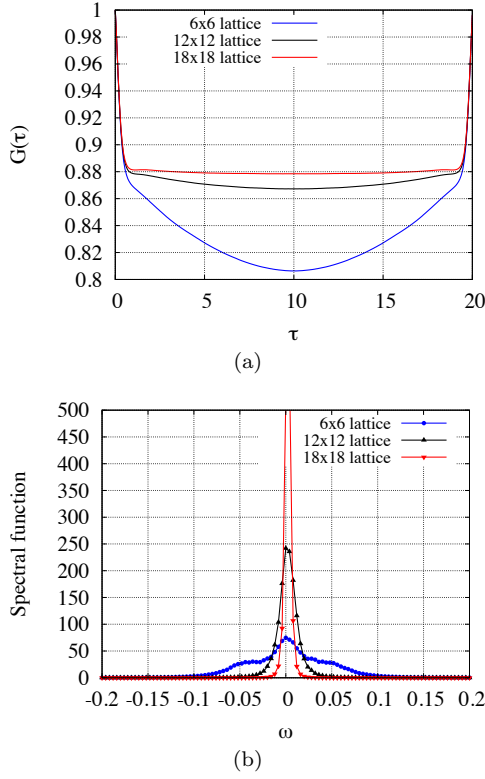 1
0.98
0.96
0.94
0.92
0.9
0.88
0.86
0.84
0.82
0.8
G(τ)
6x6 lattice
12x12 lattice
18x18 lattice
0 5 10 15 20
τ
(a)
500
450
400
350
300
250
200
150
100
50
0
Spectral function
6x6 lattice
12x12 lattice
18x18 lattice
-0.2 -0.15 -0.1 -0.05 0 0.05 0.1 0.15 0.2
ω
(b)